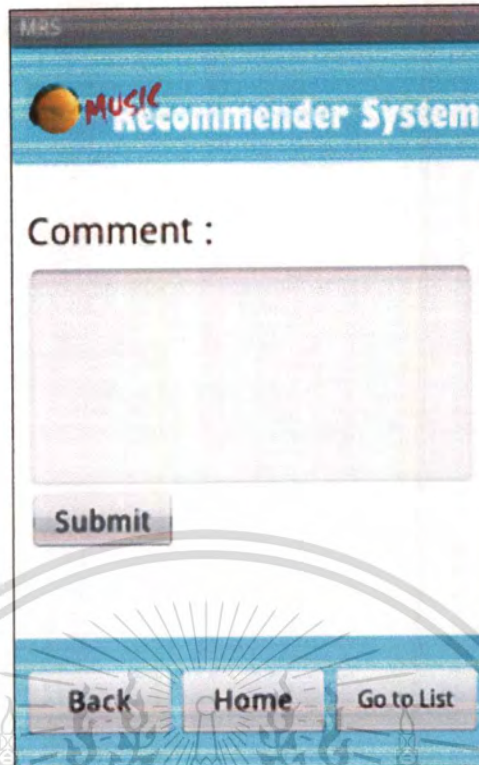 MRS
MUSIC
Recommender System
Comment :
Submit
Back Home Go to List